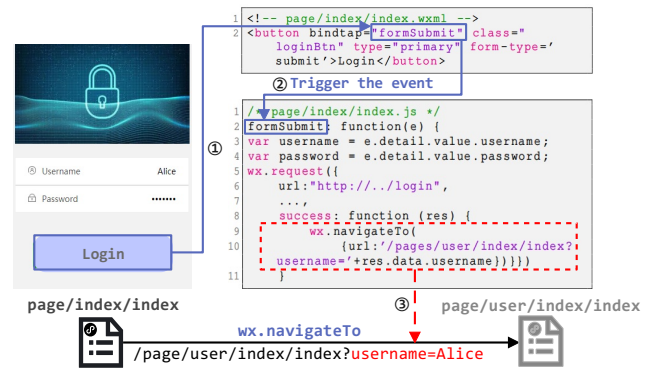 1 <!-- page/index/index.wxml -->
2 <button bindtap="formSubmit" class="
loginBtn" type="primary" form-type='
submit'>Login</button>
② Trigger the event
①
Username Alice
Password •••••••
Login
page/index/index
1 /* page/index/index.js */
2 formSubmit: function(e) {
3 var username = e.detail.value.username;
4 var password = e.detail.value.password;
5 wx.request({
6 url:"http://../login",
7 ...,
8 success: function (res) {
9 wx.navigateTo(
10 {url:'/pages/user/index/index?
username='+res.data.username})}})
11 }
③
page/user/index/index
wx.navigateTo
/page/user/index/index?username=Alice